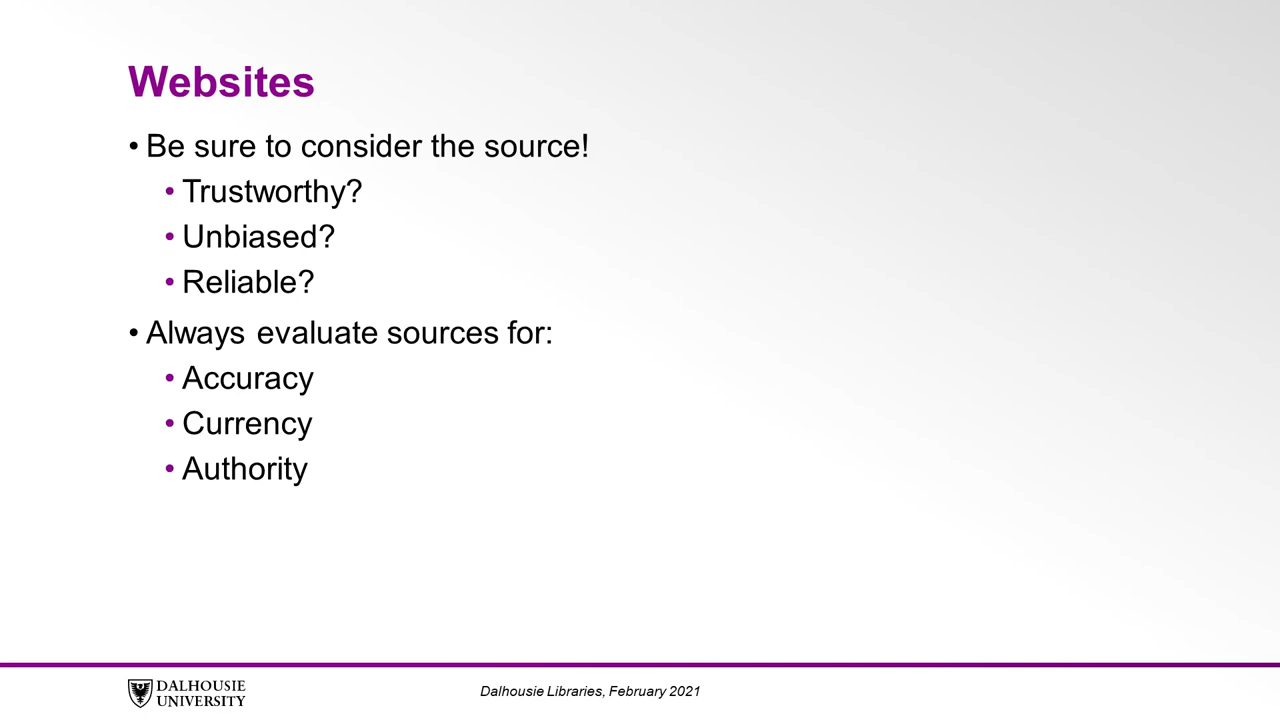 Websites
• Be sure to consider the source!
• Trustworthy?
• Unbiased?
• Reliable?
• Always evaluate sources for:
• Accuracy
• Currency
• Authority
DALHOUSIE
UNIVERSITY
Dalhousie Libraries, February 2021